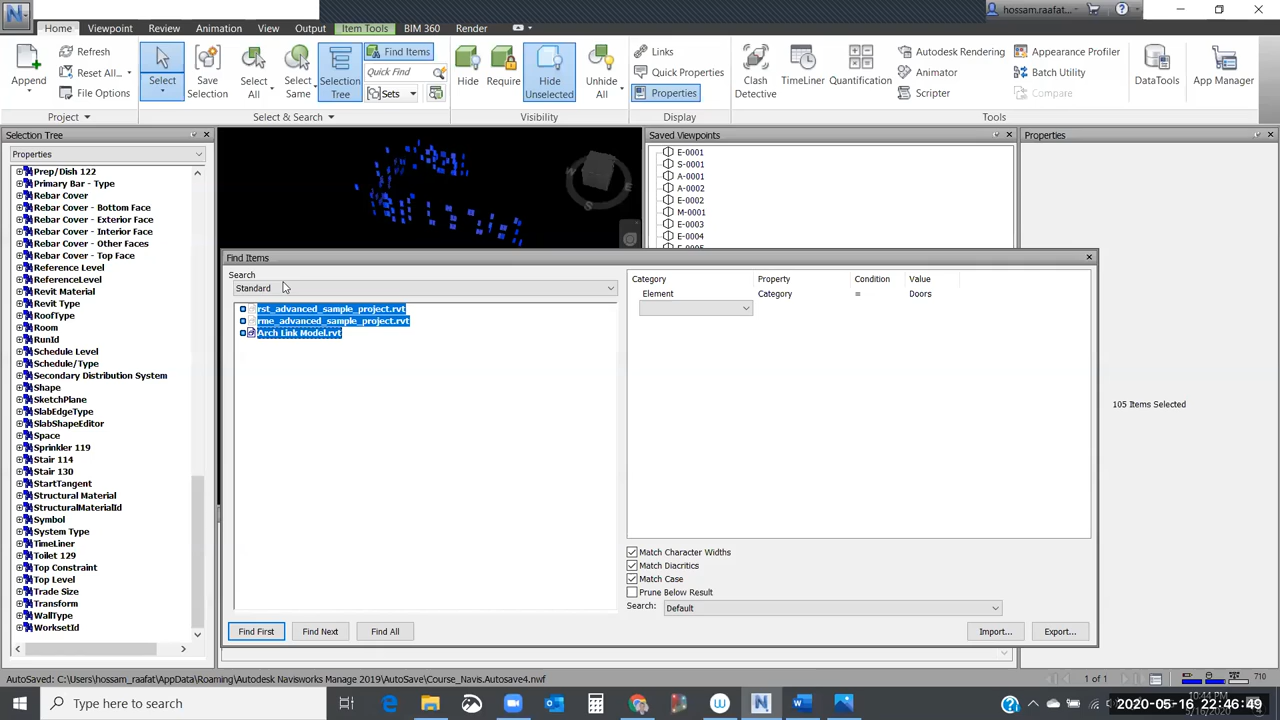 hossam.raafat...
Home Viewpoint Review Animation View Output Item Tools BIM 360 Render
Append
Refresh
Reset All...
File Options
Project
Select
Save Selection
Select All
Select Same
Selection Tree
Find Items
Quick Find
Sets
Select & Search
Hide
Require
Hide Unselected
Unhide All
Visibility
Links
Quick Properties
Properties
Display
Clash Detective
TimeLiner
Quantification
Autodesk Rendering
Animator
Scripter
Appearance Profiler
Batch Utility
Compare
Tools
DataTools
App Manager
Selection Tree
Properties
Prep/Dish 122
Primary Bar - Type
Rebar Cover
Rebar Cover - Bottom Face
Rebar Cover - Exterior Face
Rebar Cover - Interior Face
Rebar Cover - Other Faces
Rebar Cover - Top Face
Reference Level
ReferenceLevel
Revit Material
Revit Type
RoofType
Room
RunId
Schedule Level
Schedule/Type
Secondary Distribution System
Shape
SketchPlane
SlabEdgeType
SlabShapeEditor
Space
Sprinkler 119
Stair 114
Stair 130
StartTangent
Structural Material
StructuralMaterialId
Symbol
System Type
TimeLiner
Toilet 129
Top Constraint
Top Level
Trade Size
Transform
WallType
WorksetId
W
E
Saved Viewpoints
E-0001
S-0001
A-0001
A-0002
E-0002
M-0001
E-0003
E-0004
Properties
105 Items Selected
Find Items
Search
Standard
rst_advanced_sample_project.rvt
rme_advanced_sample_project.rvt
Arch Link Model.rvt
Category Property Condition Value
Element Category = Doors
Match Character Widths
Match Diacritics
Match Case
Prune Below Result
Search: Default
Find First Find Next Find All Import... Export...
AutoSaved: C:\Users\hossam_raafat\AppData\Roaming\Autodesk Navisworks Manage 2019\AutoSave\Course_Navis.Autosave4.nwf
1 of 1
710
Type here to search
10:44 PM
2020-05-16 22:46:49